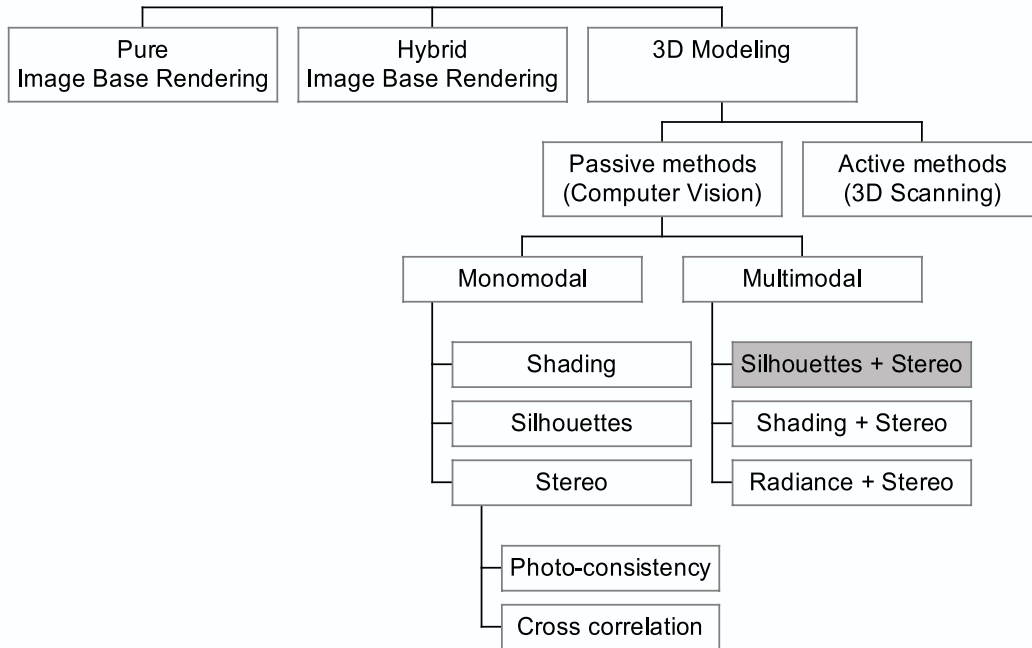 Pure
Image Base Rendering
Hybrid
Image Base Rendering
3D Modeling
Passive methods
(Computer Vision)
Active methods
(3D Scanning)
Monomodal
Multimodal
Shading
Silhouettes
Stereo
Silhouettes + Stereo
Shading + Stereo
Radiance + Stereo
Photo-consistency
Cross correlation